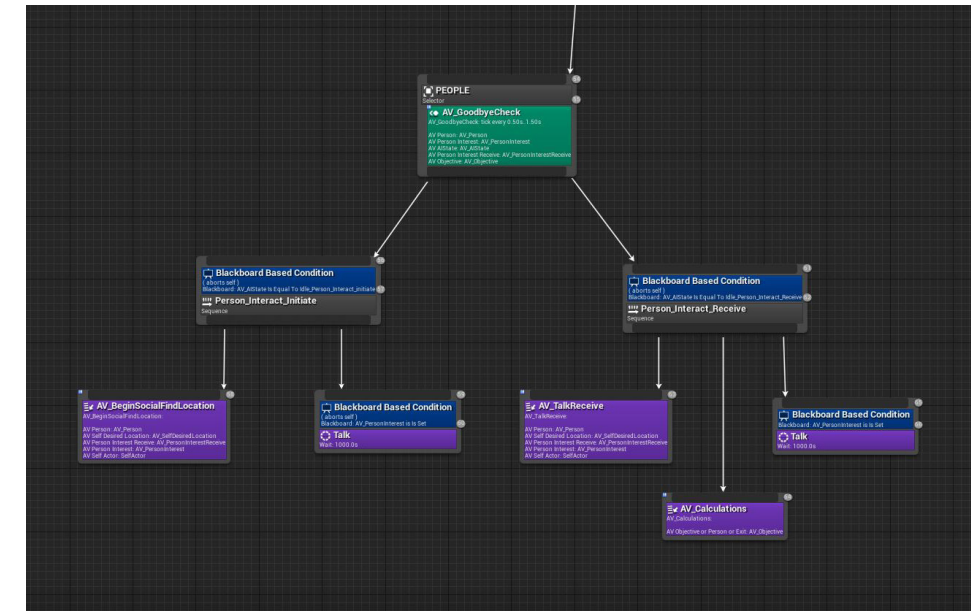 PEOPLE
Selector
AV_GoodbyeCheck
AV_GoodbyeCheck: tick every 0.50s..1.50s
AV Person: AV_Person
AV Person Interest: AV_PersonInterest
AV AIState: AV_AIState
AV Person Interest Receive: AV_PersonInterestReceive
AV Objective: AV_Objective
Blackboard Based Condition
( aborts self )
Blackboard: AV_AIState Is Equal To Idle_Person_Interact_Initiate
Person_Interact_Initiate
Sequence
Blackboard Based Condition
( aborts self )
Blackboard: AV_AIState Is Equal To Idle_Person_Interact_Receive
Person_Interact_Receive
Sequence
AV_BeginSocialFindLocation
AV_BeginSocialFindLocation:
AV Person: AV_Person
AV Self Desired Location: AV_SelfDesiredLocation
AV Person Interest Receive: AV_PersonInterestReceive
AV Person Interest: AV_PersonInterest
AV Self Actor: SelfActor
Blackboard Based Condition
( aborts self )
Blackboard: AV_PersonInterest is Is Set
Talk
Wait: 1000.0s
AV_TalkReceive
AV_TalkReceive:
AV Person: AV_Person
AV Self Desired Location: AV_SelfDesiredLocation
AV Person Interest Receive: AV_PersonInterestReceive
AV Person Interest: AV_PersonInterest
AV Self Actor: SelfActor
Blackboard Based Condition
Blackboard: AV_PersonInterest is Is Set
Talk
Wait: 1000.0s
AV_Calculations
AV_Calculations:
AV Objective or Person or Exit: AV_Objective